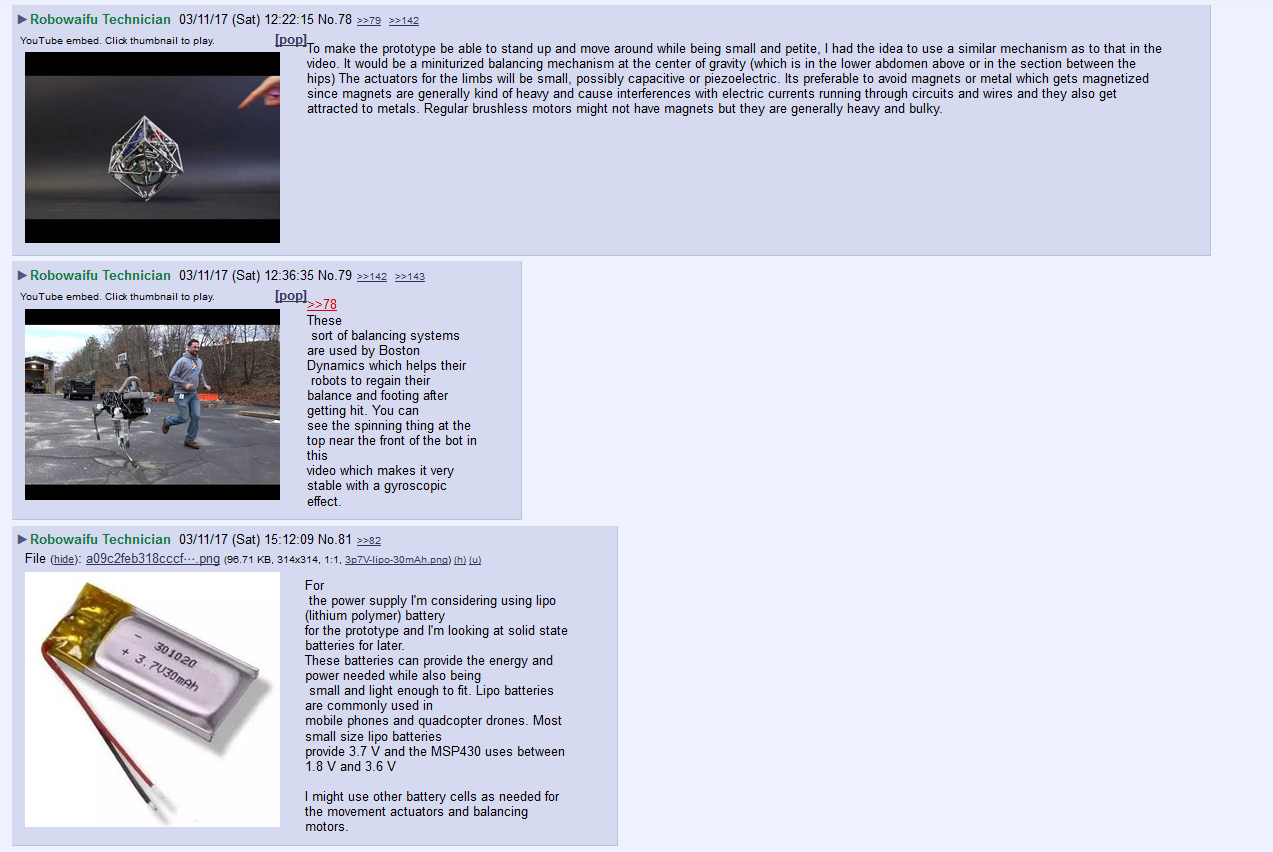 ▶ Robowaifu Technician 03/11/17 (Sat) 12:22:15 No.78 >>79 >>142
YouTube embed. Click thumbnail to play. [pop]
To make the prototype be able to stand up and move around while being small and petite, I had the idea to use a similar mechanism as to that in the
video. It would be a miniturized balancing mechanism at the center of gravity (which is in the lower abdomen above or in the section between the
hips) The actuators for the limbs will be small, possibly capacitive or piezoelectric. Its preferable to avoid magnets or metal which gets magnetized
since magnets are generally kind of heavy and cause interferences with electric currents running through circuits and wires and they also get
attracted to metals. Regular brushless motors might not have magnets but they are generally heavy and bulky.
▶ Robowaifu Technician 03/11/17 (Sat) 12:36:35 No.79 >>142 >>143
YouTube embed. Click thumbnail to play. [pop]
>>78
These
sort of balancing systems
are used by Boston
Dynamics which helps their
robots to regain their
balance and footing after
getting hit. You can
see the spinning thing at the
top near the front of the bot in
this
video which makes it very
stable with a gyroscopic
effect.
▶ Robowaifu Technician 03/11/17 (Sat) 15:12:09 No.81 >>82
File (hide): a09c2feb318cccf⋯.png (96.71 KB, 314x314, 1:1, 3p7V-lipo-30mAh.png) (h) (u)
− 301020
+ 3.7V30mAh
For
the power supply I'm considering using lipo
(lithium polymer) battery
for the prototype and I'm looking at solid state
batteries for later.
These batteries can provide the energy and
power needed while also being
small and light enough to fit. Lipo batteries
are commonly used in
mobile phones and quadcopter drones. Most
small size lipo batteries
provide 3.7 V and the MSP430 uses between
1.8 V and 3.6 V
I might use other battery cells as needed for
the movement actuators and balancing
motors.